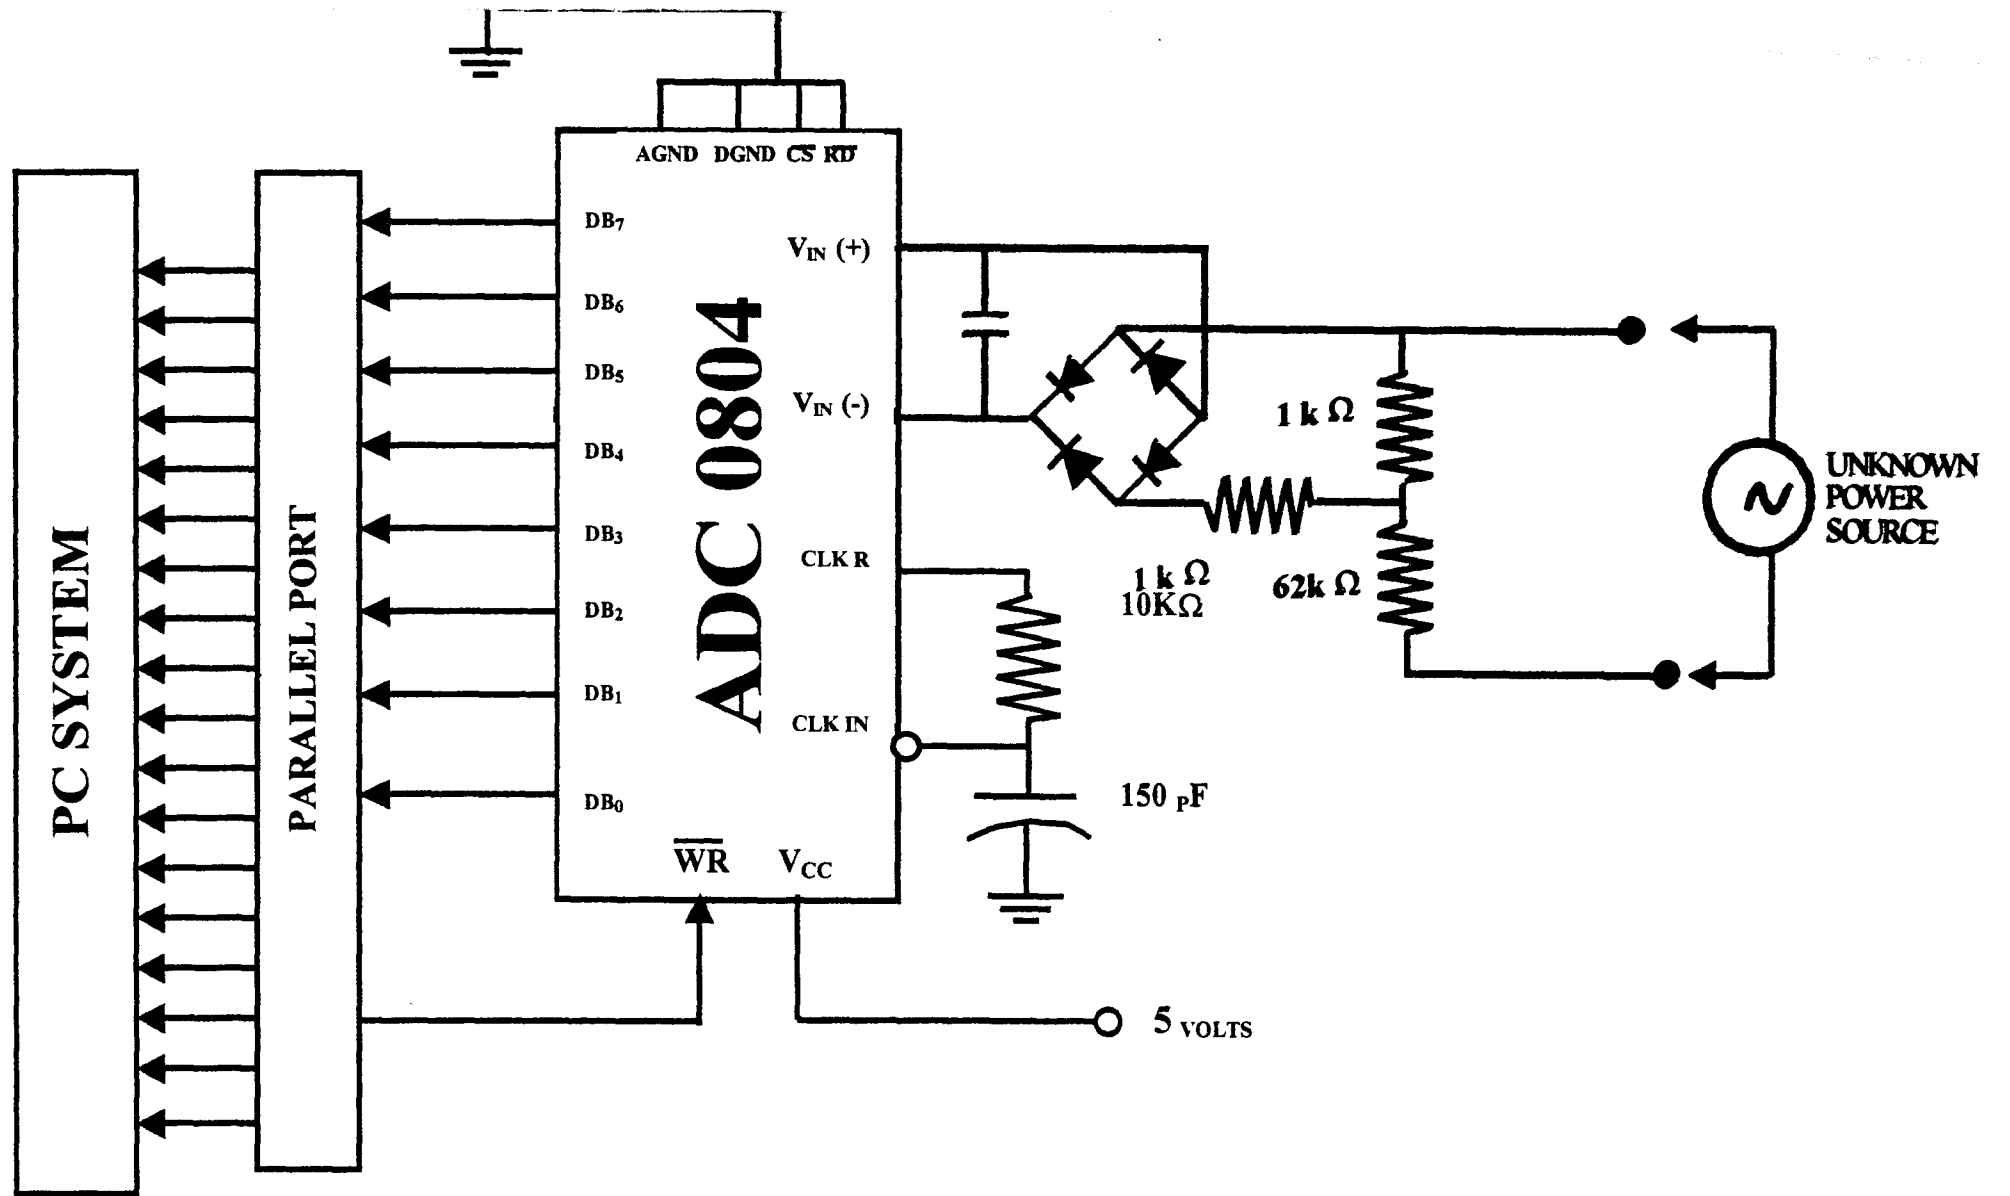 AGND DGND CS RD
DB7
DB6
DB5
DB4
DB3
DB2
DB1
DB0
VIN (+)
VIN (-)
CLK R
CLK IN
ADC 0804
WR VCC
PC SYSTEM
PARALLEL PORT
1 k Ω
1 k Ω
10KΩ
62k Ω
150 PF
5 VOLTS
UNKNOWN
POWER
SOURCE